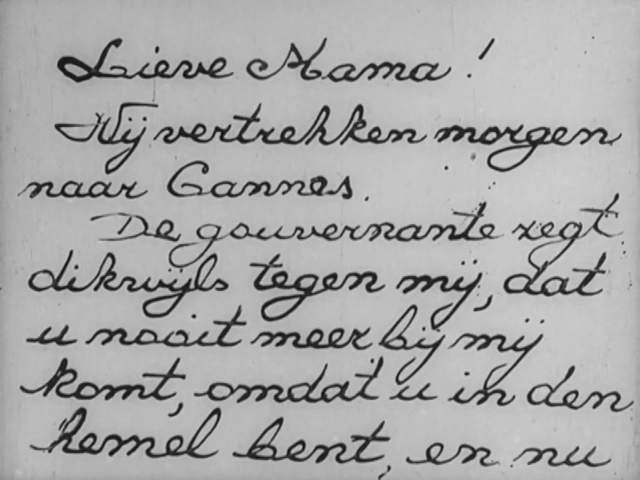 Lieve Mama!
Wij vertrekken morgen
naar Cannes.
De gouvernante zegt
dikwijls tegen mij, dat
u nooit meer bij mij
komt, omdat u in den
hemel bent, en nu